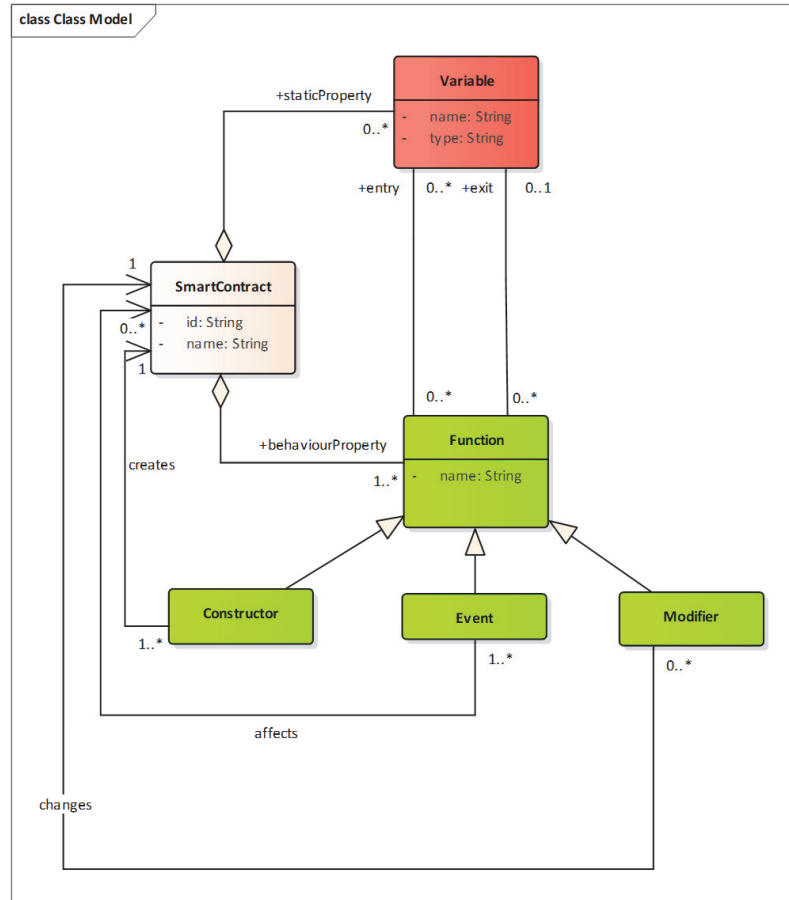 class Class Model
Variable
+staticProperty
0..*
- name: String
- type: String
+entry 0..* +exit 0..1
1
SmartContract
0..*
- id: String
- name: String
1
0..* 0..*
Function
+behaviourProperty
creates
1..*
- name: String
Constructor
Event
Modifier
1..*
1..*
0..*
affects
changes